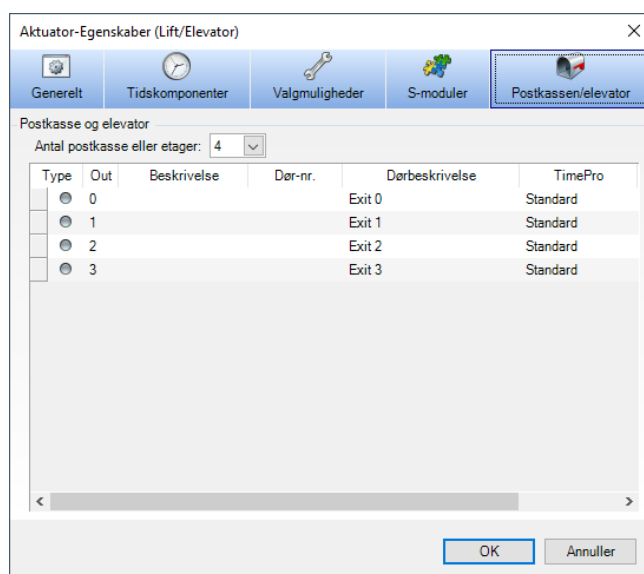 Aktuator-Egenskaber (Lift/Elevator)
Generelt Tidskomponenter Valgmuligheder S-moduler Postkassen/elevator
Postkasse og elevator
Antal postkasse eller etager: 4
Type Out Beskrivelse Dør-nr. Dørbeskrivelse TimePro
0 Exit 0 Standard
1 Exit 1 Standard
2 Exit 2 Standard
3 Exit 3 Standard
OK Annuller